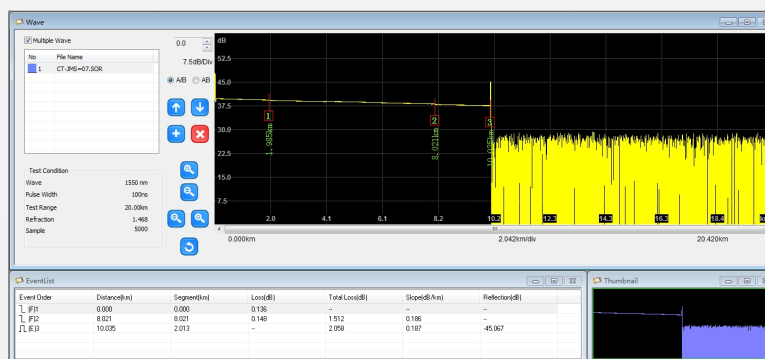 Wave
Multiple Wave
No File Name
1 CT-JMS=07.SOR
0.0
7.5dB/Div
A/B AB
Test Condition
Wave 1550 nm
Pulse Width 100ns
Test Range 20.00km
Refraction 1.468
Sample 5000
dB
52.5
45.0
37.5
30.0
22.5
15.0
7.5
1
1.985km
2
8.021km
3
10.035km
2.0 4.1 6.1 8.2 10.2 12.3 14.3 16.3 18.4
0.000km 2.042km/div 20.420km
EventList
Event Order Distance(km) Segment(km) Loss(dB) Total Loss(dB) Slope(dB/km) Reflection(dB)
(F)1 0.000 0.000 0.136 -- -- --
(F)2 8.021 8.021 0.148 1.512 0.186 --
(E)3 10.035 2.013 -- 2.058 0.187 -45.067
Thumbnail